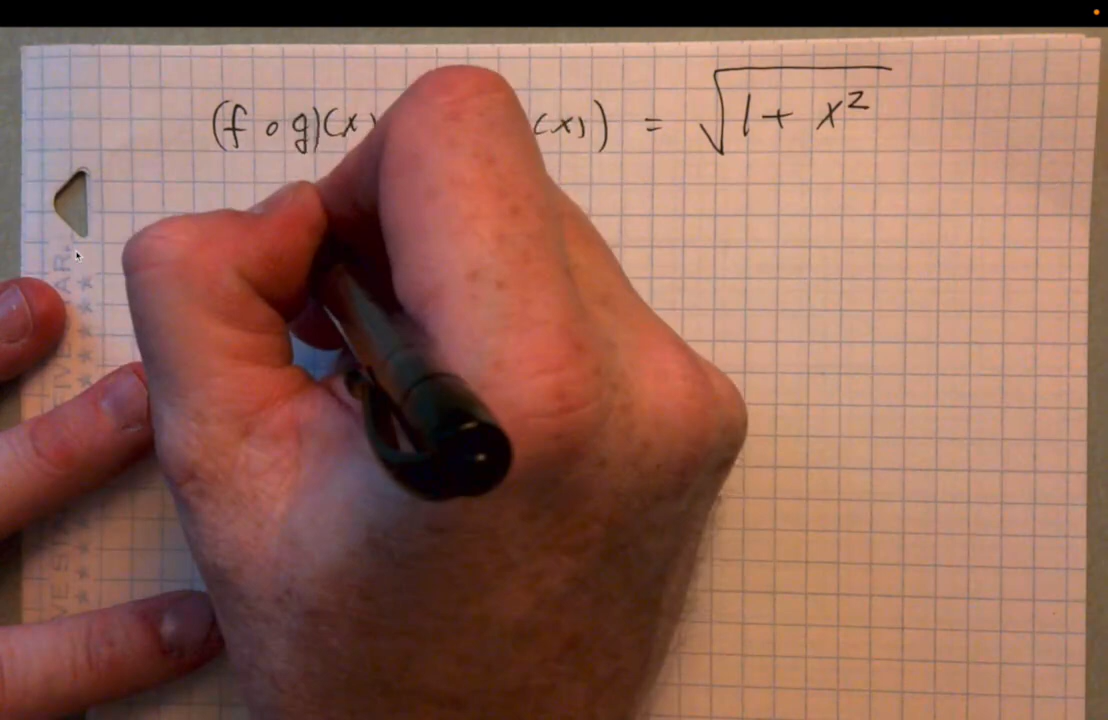 (f ∘ g)(x) (x)) = √(1 + x²)